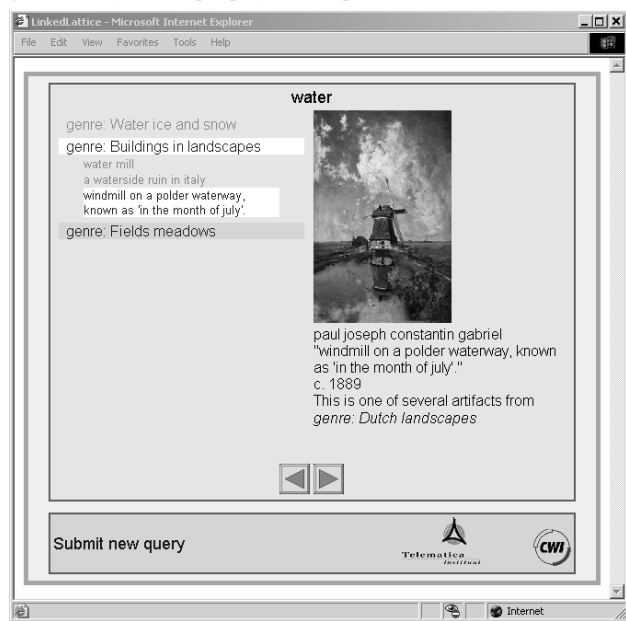 LinkedLattice - Microsoft Internet Explorer
File Edit View Favorites Tools Help
water
genre: Water ice and snow
genre: Buildings in landscapes
water mill
a waterside ruin in italy
windmill on a polder waterway,
known as 'in the month of july'.
genre: Fields meadows
paul joseph constantin gabriel
"windmill on a polder waterway, known
as 'in the month of july'."
c. 1889
This is one of several artifacts from
genre: Dutch landscapes
Submit new query
Telematica
Instituut
CWI
Internet